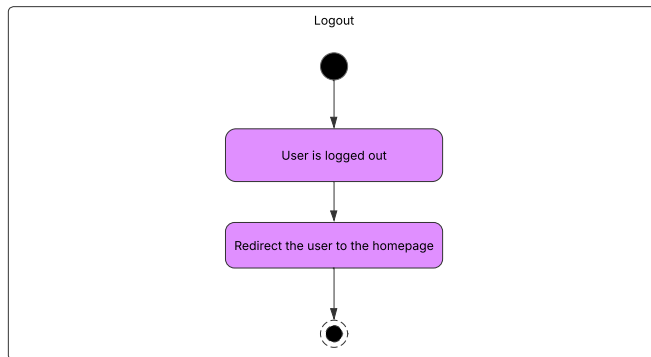 Logout
User is logged out
Redirect the user to the homepage